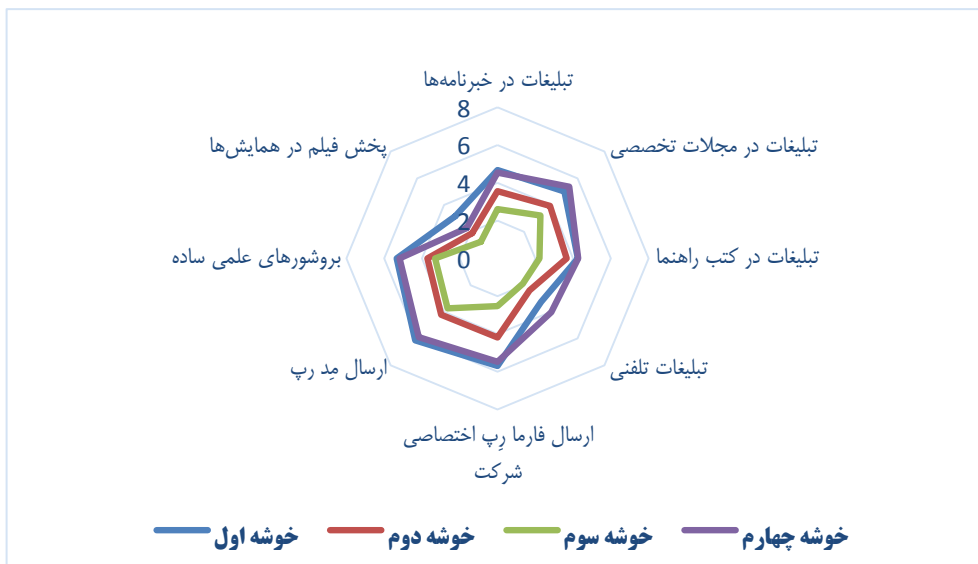 تبلیغات در خبرنامه‌ها
تبلیغات در مجلات تخصصی
تبلیغات در کتب راهنما
تبلیغات تلفنی
ارسال فارما رِپ اختصاصی
شرکت
ارسال مِد رپ
بروشورهای علمی ساده
پخش فیلم در همایش‌ها
8
6
4
2
0
خوشه اول خوشه دوم خوشه سوم خوشه چهارم